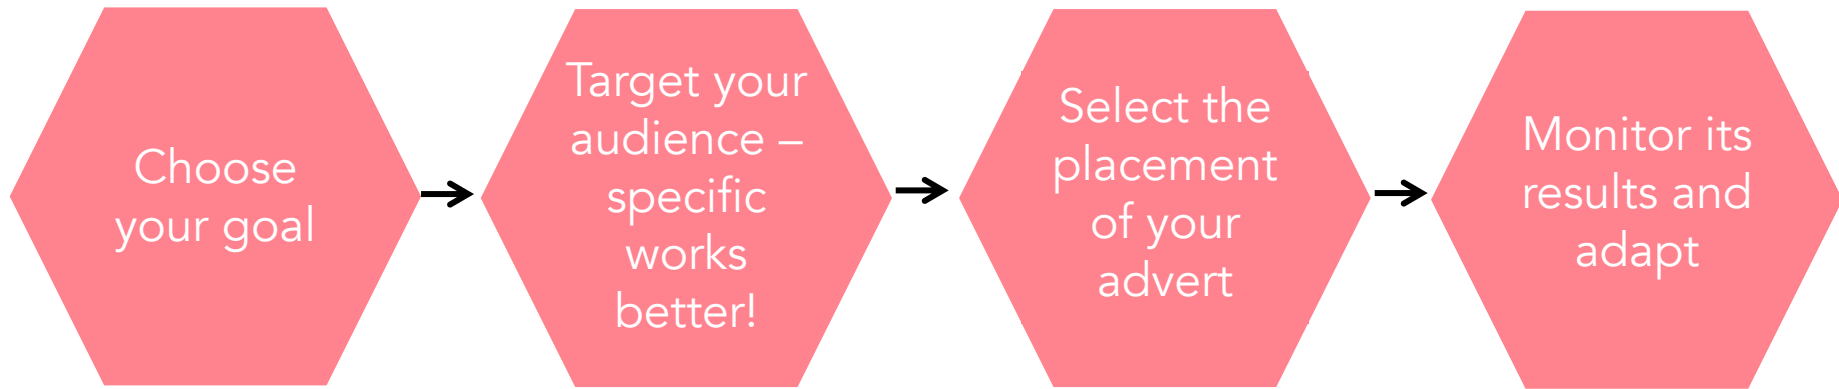 Choose
your goal
Target your
audience –
specific
works
better!
Select the
placement
of your
advert
Monitor its
results and
adapt